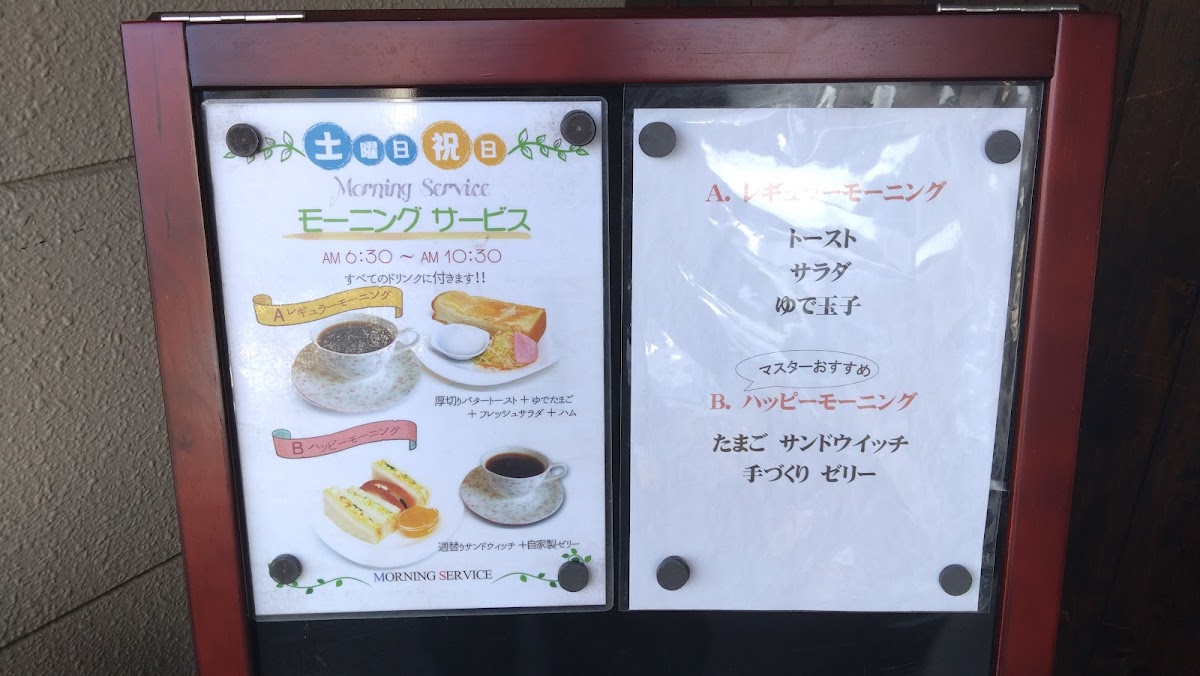 土曜日祝日
Morning Service
モーニング サービス
AM 6:30 ～ AM 10:30
すべてのドリンクに付きます!!
A レギュラーモーニング
厚切りバタートースト＋ゆでたまご
＋フレッシュサラダ＋ハム
B ハッピーモーニング
週替りサンドウィッチ＋自家製ゼリー
MORNING SERVICE
A. レギュラーモーニング
トースト
サラダ
ゆで玉子
マスターおすすめ
B. ハッピーモーニング
たまご サンドウイッチ
手づくり ゼリー